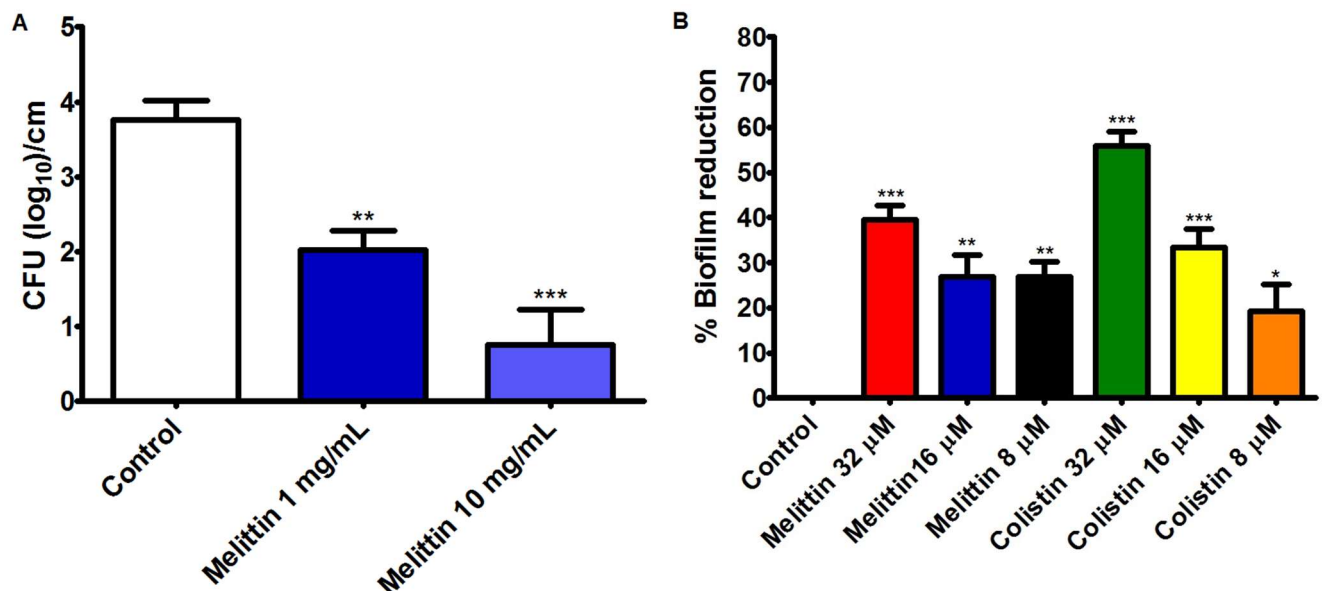 A
CFU (log10)/cm
5
4
3
2
1
0
**
***
Control
Melittin 1 mg/mL
Melittin 10 mg/mL
B
% Biofilm reduction
80
70
60
50
40
30
20
10
0
***
**
**
***
***
*
Control
Melittin 32 µM
Melittin16 µM
Melittin 8 µM
Colistin 32 µM
Colistin 16 µM
Colistin 8 µM